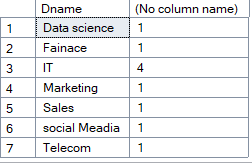 Dname (No column name)
1 Data science 1
2 Fainace 1
3 IT 4
4 Marketing 1
5 Sales 1
6 social Meadia 1
7 Telecom 1